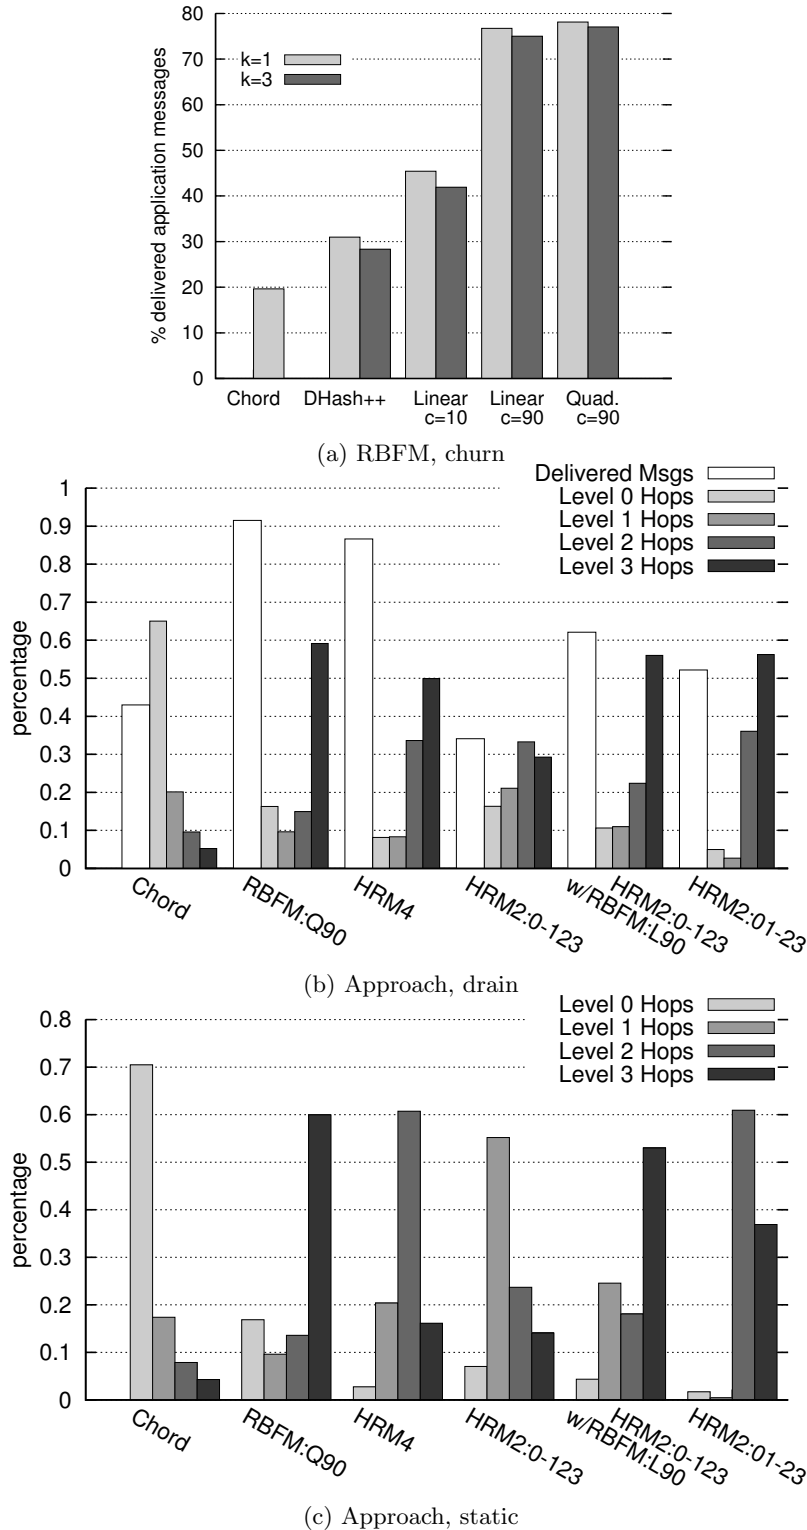 % delivered application messages
80
70
60
50
40
30
20
10
0
k=1
k=3
Chord DHash++ Linear c=10 Linear c=90 Quad. c=90
(a) RBFM, churn
percentage
1
0.9
0.8
0.7
0.6
0.5
0.4
0.3
0.2
0.1
0
Delivered Msgs
Level 0 Hops
Level 1 Hops
Level 2 Hops
Level 3 Hops
Chord
RBFM:Q90
HRM4
HRM2:0-123
HRM2:0-123
w/RBFM:L90
HRM2:01-23
(b) Approach, drain
percentage
0.8
0.7
0.6
0.5
0.4
0.3
0.2
0.1
0
Level 0 Hops
Level 1 Hops
Level 2 Hops
Level 3 Hops
Chord
RBFM:Q90
HRM4
HRM2:0-123
HRM2:0-123
w/RBFM:L90
HRM2:01-23
(c) Approach, static